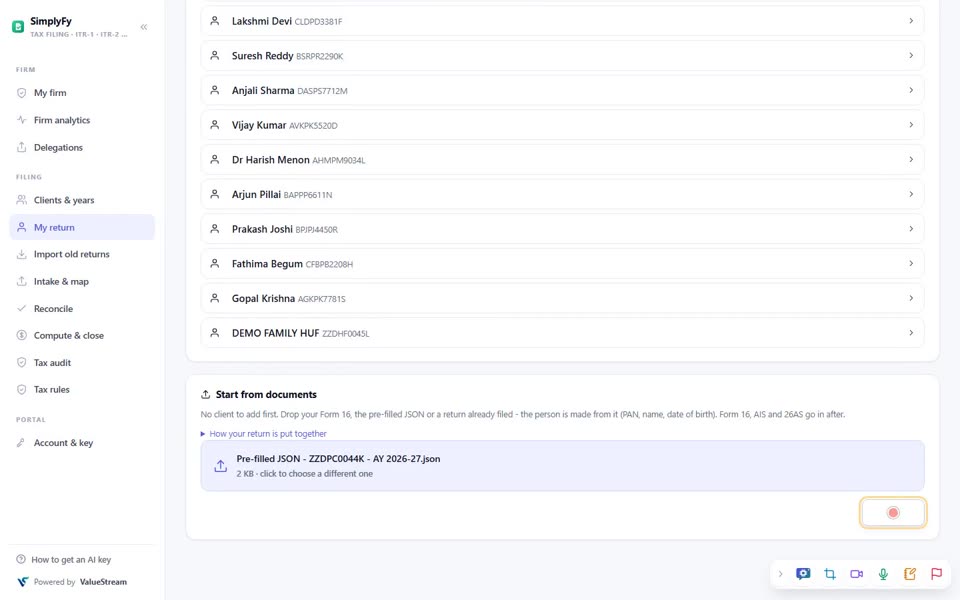 SimplyFy
TAX FILING · ITR-1 · ITR-2 ...
FIRM
My firm
Firm analytics
Delegations
FILING
Clients & years
My return
Import old returns
Intake & map
Reconcile
Compute & close
Tax audit
Tax rules
PORTAL
Account & key
How to get an AI key
Powered by ValueStream
Lakshmi Devi CLDPD3381F
Suresh Reddy BSRPR2290K
Anjali Sharma DASPS7712M
Vijay Kumar AVKPK5520D
Dr Harish Menon AHMPM9034L
Arjun Pillai BAPPP6611N
Prakash Joshi BPJPJ4450R
Fathima Begum CFBPB2208H
Gopal Krishna AGKPK7781S
DEMO FAMILY HUF ZZDHF0045L
Start from documents
No client to add first. Drop your Form 16, the pre-filled JSON or a return already filed - the person is made from it (PAN, name, date of birth). Form 16, AIS and 26AS go in after.
How your return is put together
Pre-filled JSON - ZZDPC0044K - AY 2026-27.json
2 KB · click to choose a different one